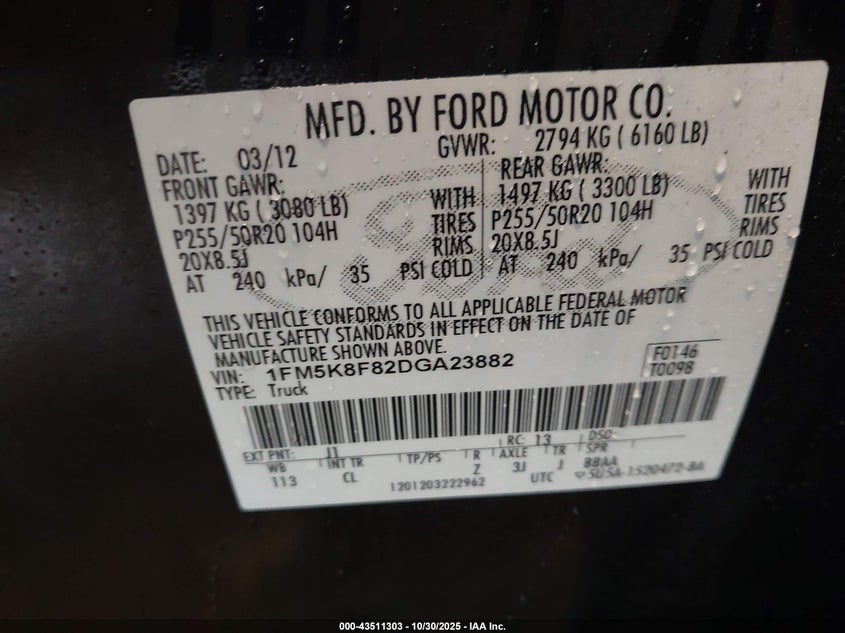 MFD. BY FORD MOTOR CO.
DATE: 03/12
GVWR: 2794 KG ( 6160 LB)
FRONT GAWR:
1397 KG ( 3080 LB) WITH
P255/50R20 104H TIRES
20X8.5J RIMS
AT 240 kPa/ 35 PSI COLD
REAR GAWR:
1497 KG ( 3300 LB) WITH
P255/50R20 104H TIRES
20X8.5J RIMS
AT 240 kPa/ 35 PSI COLD
THIS VEHICLE CONFORMS TO ALL APPLICABLE FEDERAL MOTOR
VEHICLE SAFETY STANDARDS IN EFFECT ON THE DATE OF
MANUFACTURE SHOWN ABOVE.
VIN: 1FM5K8F82DGA23882
TYPE: Truck
F0146
T0098
EXT PNT: J1 RC: 13 DSO:
WB INT TR TP/PS R AXLE TR SPR
113 CL Z 3J J BBAA
1201203222962 UTC 5U5A-1520472-BA
000-43511303 - 10/30/2025 - IAA Inc.